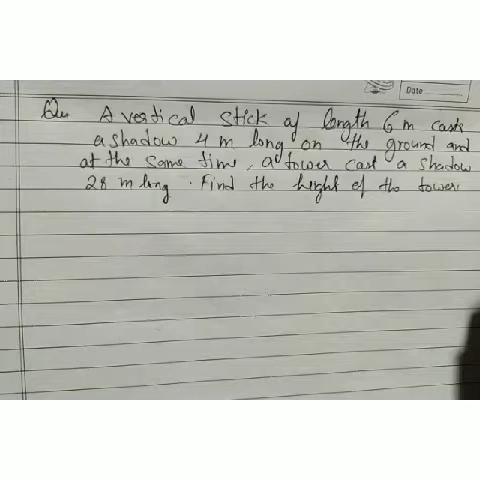 Date
Qu A vertical stick of length 6 m casts
a shadow 4 m long on the ground and
at the same time, a tower cast a shadow
28 m long . Find the height of the tower.